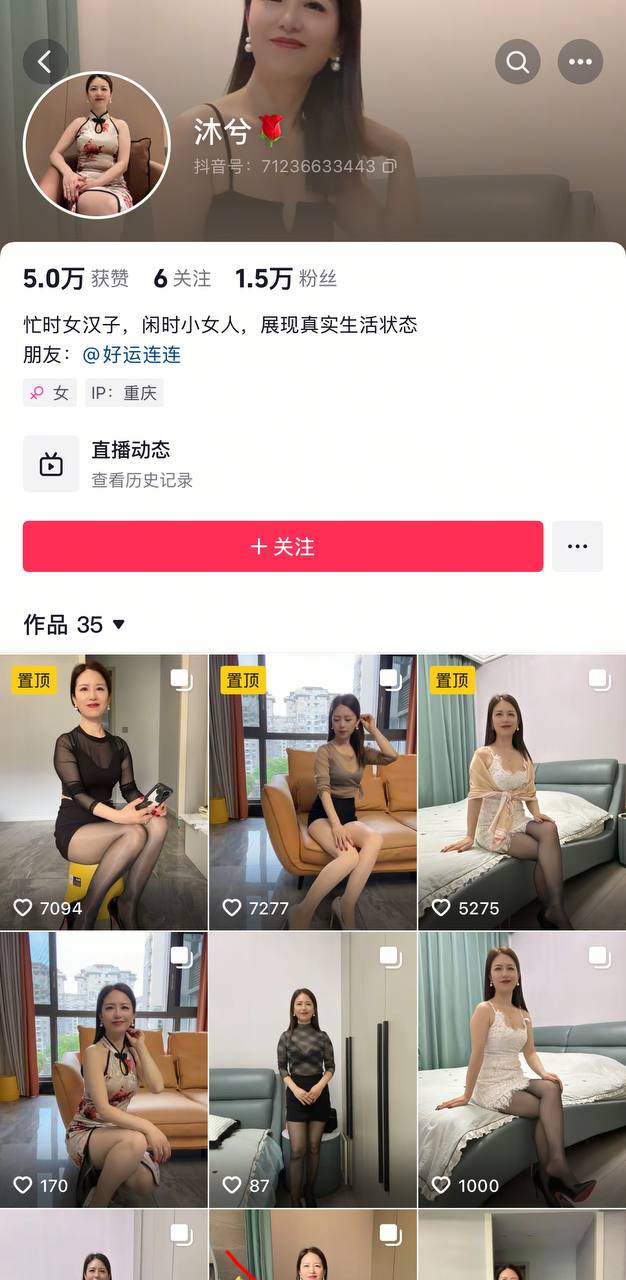 沐兮🌹
抖音号：71236633443
5.0万 获赞 6 关注 1.5万 粉丝
忙时女汉子，闲时小女人，展现真实生活状态
朋友：@好运连连
女 IP：重庆
直播动态
查看历史记录
＋关注
作品 35
置顶 置顶 置顶
7094 7277 5275
170 87 1000